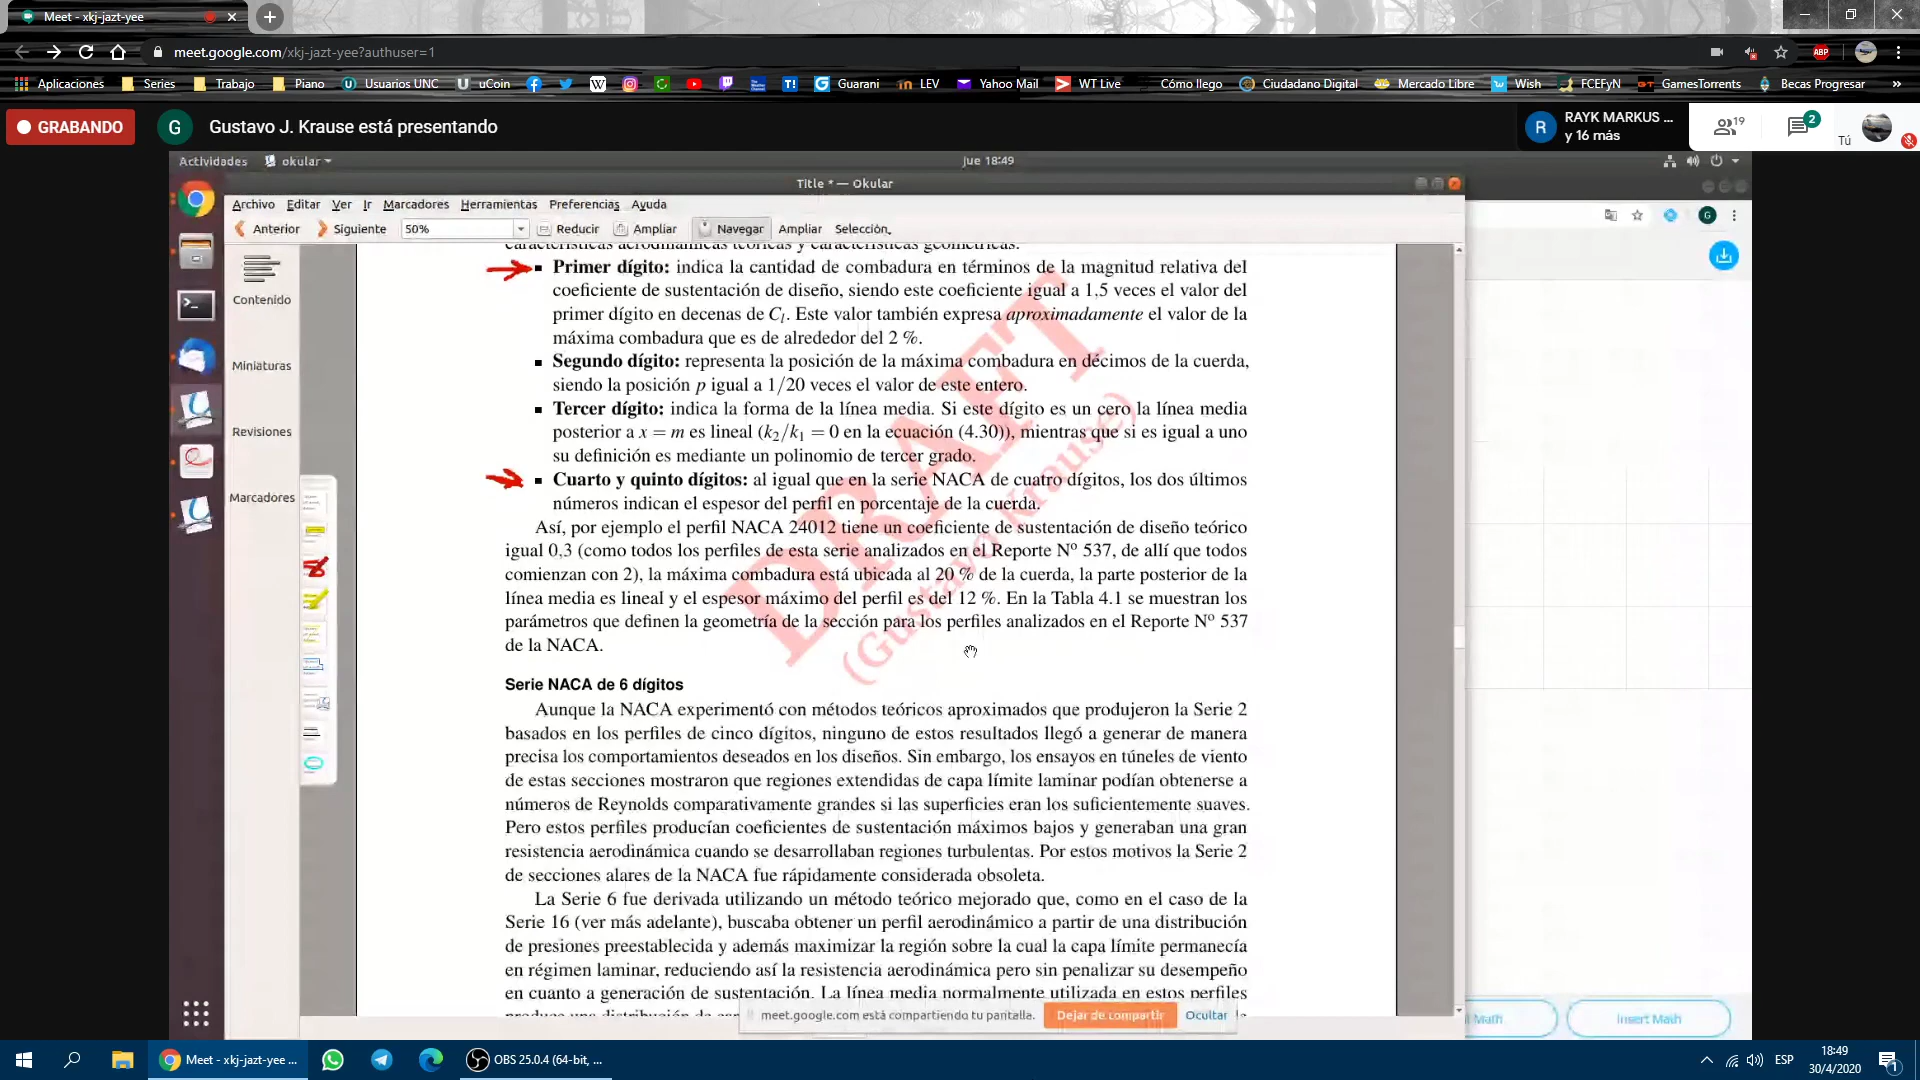 Meet - xkj-jazt-yee
meet.google.com/xkj-jazt-yee?authuser=1
Aplicaciones Series Trabajo Piano Usuarios UNC uCoin Guarani LEV Yahoo Mail WT Live Cómo llego Ciudadano Digital Mercado Libre Wish FCEFyN GamesTorrents Becas Progresar »
GRABANDO
G Gustavo J. Krause está presentando
R RAYK MARKUS ...
y 16 más
19
2
Tú
Actividades okular jue 18:49
Title * — Okular
Archivo Editar Ver Ir Marcadores Herramientas Preferencias Ayuda
Anterior Siguiente 50% Reducir Ampliar Navegar Ampliar Selección
Contenido
Miniaturas
Revisiones
Marcadores
características aerodinámicas teóricas y características geométricas.
▪ Primer dígito: indica la cantidad de combadura en términos de la magnitud relativa del
coeficiente de sustentación de diseño, siendo este coeficiente igual a 1,5 veces el valor del
primer dígito en decenas de Cl. Este valor también expresa aproximadamente el valor de la
máxima combadura que es de alrededor del 2 %.
▪ Segundo dígito: representa la posición de la máxima combadura en décimos de la cuerda,
siendo la posición p igual a 1/20 veces el valor de este entero.
▪ Tercer dígito: indica la forma de la línea media. Si este dígito es un cero la línea media
posterior a x = m es lineal (k2/k1 = 0 en la ecuación (4.30)), mientras que si es igual a uno
su definición es mediante un polinomio de tercer grado.
▪ Cuarto y quinto dígitos: al igual que en la serie NACA de cuatro dígitos, los dos últimos
números indican el espesor del perfil en porcentaje de la cuerda.
Así, por ejemplo el perfil NACA 24012 tiene un coeficiente de sustentación de diseño teórico
igual 0,3 (como todos los perfiles de esta serie analizados en el Reporte Nº 537, de allí que todos
comienzan con 2), la máxima combadura está ubicada al 20 % de la cuerda, la parte posterior de la
línea media es lineal y el espesor máximo del perfil es del 12 %. En la Tabla 4.1 se muestran los
parámetros que definen la geometría de la sección para los perfiles analizados en el Reporte Nº 537
de la NACA.
DRAFT
(Gustavo Krause)
Serie NACA de 6 dígitos
Aunque la NACA experimentó con métodos teóricos aproximados que produjeron la Serie 2
basados en los perfiles de cinco dígitos, ninguno de estos resultados llegó a generar de manera
precisa los comportamientos deseados en los diseños. Sin embargo, los ensayos en túneles de viento
de estas secciones mostraron que regiones extendidas de capa límite laminar podían obtenerse a
números de Reynolds comparativamente grandes si las superficies eran los suficientemente suaves.
Pero estos perfiles producían coeficientes de sustentación máximos bajos y generaban una gran
resistencia aerodinámica cuando se desarrollaban regiones turbulentas. Por estos motivos la Serie 2
de secciones alares de la NACA fue rápidamente considerada obsoleta.
La Serie 6 fue derivada utilizando un método teórico mejorado que, como en el caso de la
Serie 16 (ver más adelante), buscaba obtener un perfil aerodinámico a partir de una distribución
de presiones preestablecida y además maximizar la región sobre la cual la capa límite permanecía
en régimen laminar, reduciendo así la resistencia aerodinámica pero sin penalizar su desempeño
en cuanto a generación de sustentación. La línea media normalmente utilizada en estos perfiles
meet.google.com está compartiendo tu pantalla. Dejar de compartir Ocultar
Math
Insert Math
Meet - xkj-jazt-yee ...
OBS 25.0.4 (64-bit, ...
ESP
18:49
30/4/2020
1